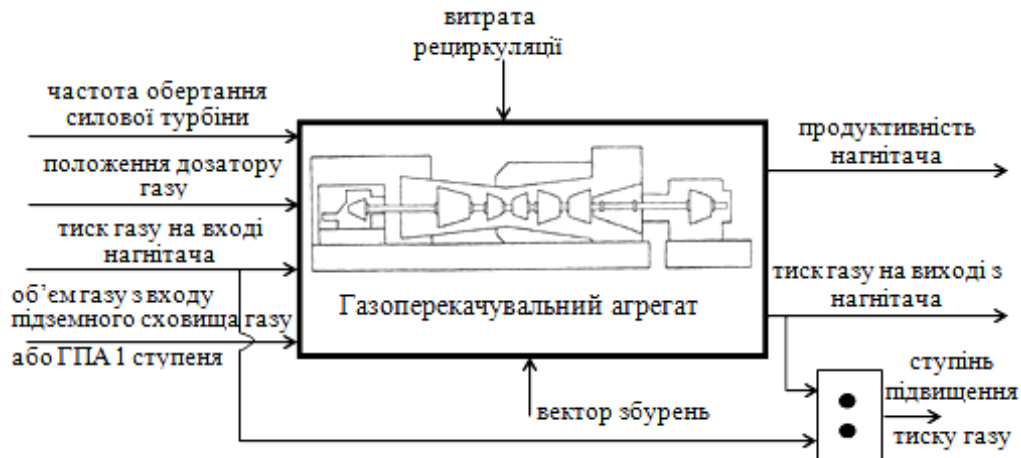 витрата
рециркуляції
частота обертання
силової турбіни
положення дозатору
газу
тиск газу на вході
нагнітача
об’єм газу з входу
підземного сховища газу
або ГПА 1 ступеня
Газоперекачувальний агрегат
вектор збурень
продуктивність
нагнітача
тиск газу на виході з
нагнітача
ступінь
підвищення
тиску газу